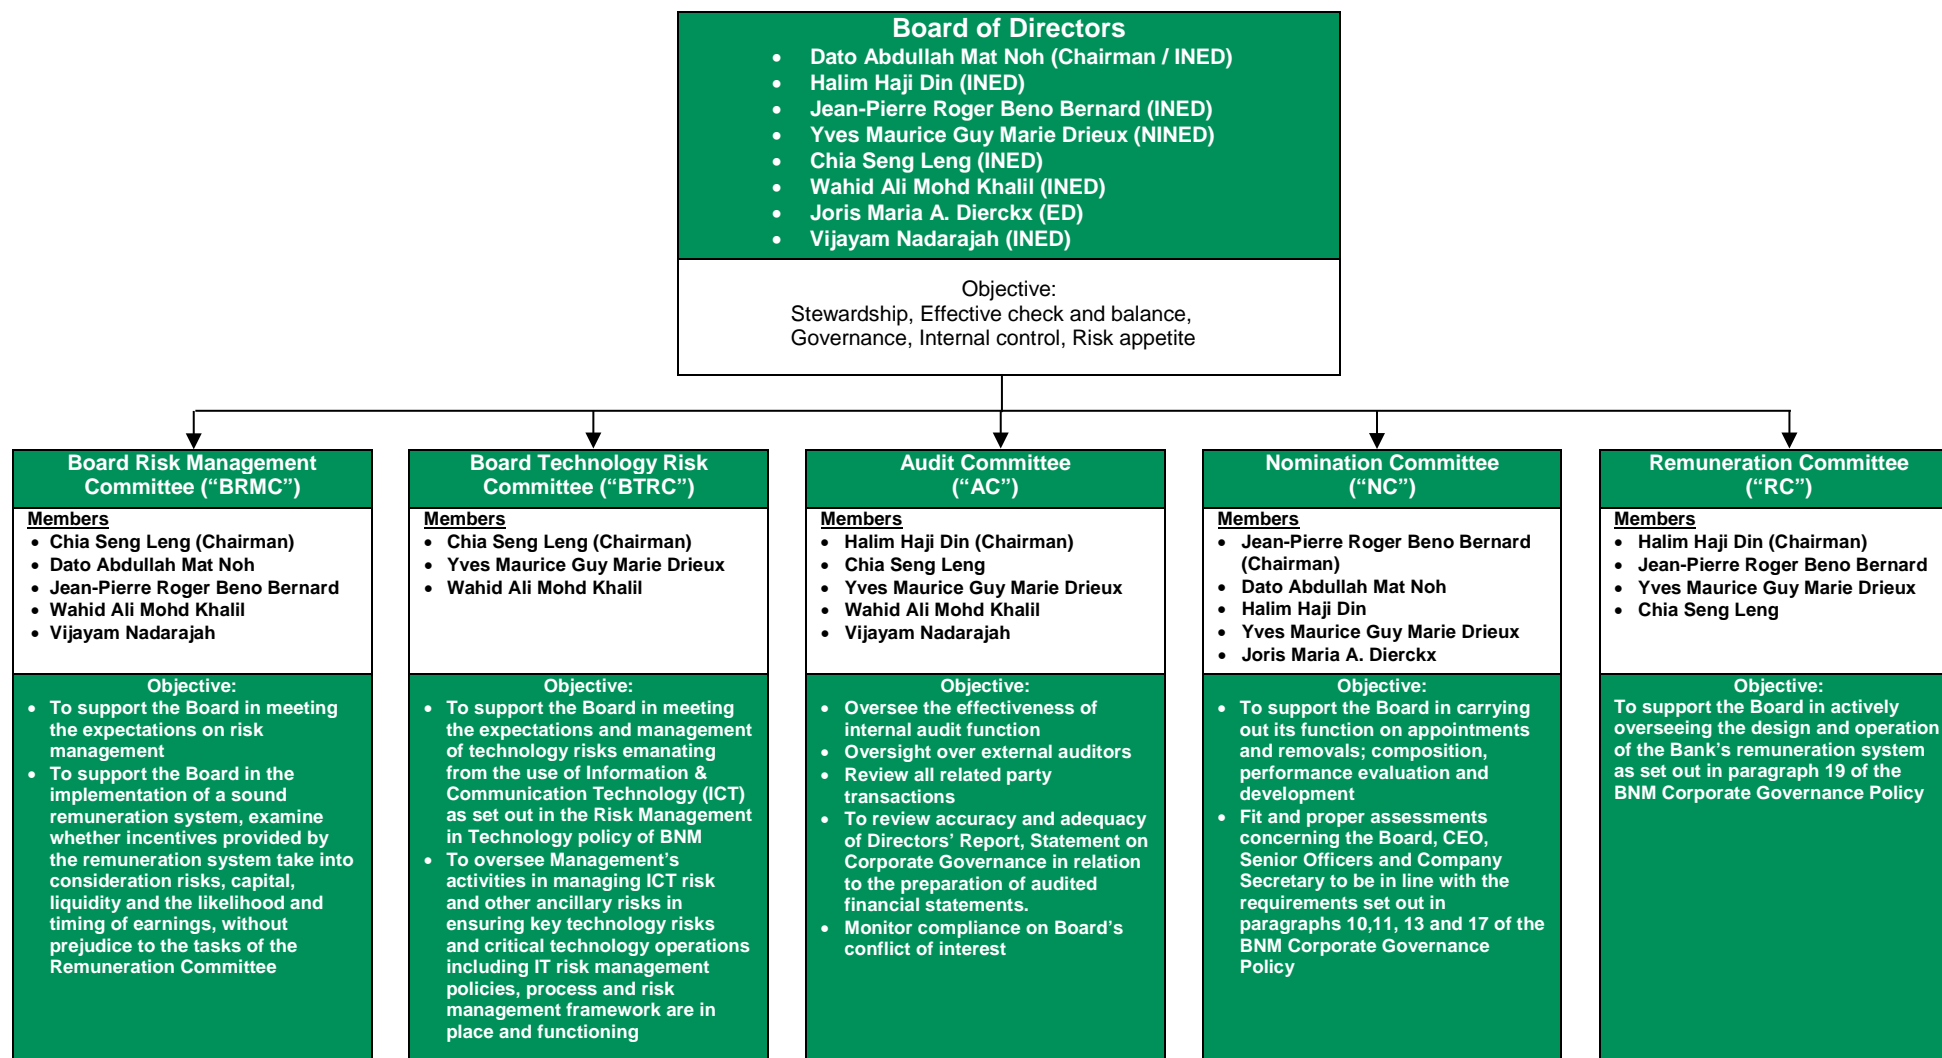 Board of Directors
• Dato Abdullah Mat Noh (Chairman / INED)
• Halim Haji Din (INED)
• Jean-Pierre Roger Beno Bernard (INED)
• Yves Maurice Guy Marie Drieux (NINED)
• Chia Seng Leng (INED)
• Wahid Ali Mohd Khalil (INED)
• Joris Maria A. Dierckx (ED)
• Vijayam Nadarajah (INED)
Objective:
Stewardship, Effective check and balance,
Governance, Internal control, Risk appetite
Board Risk Management
Committee (“BRMC”)
Members
• Chia Seng Leng (Chairman)
• Dato Abdullah Mat Noh
• Jean-Pierre Roger Beno Bernard
• Wahid Ali Mohd Khalil
• Vijayam Nadarajah
Objective:
• To support the Board in meeting
the expectations on risk
management
• To support the Board in the
implementation of a sound
remuneration system, examine
whether incentives provided by
the remuneration system take into
consideration risks, capital,
liquidity and the likelihood and
timing of earnings, without
prejudice to the tasks of the
Remuneration Committee
Board Technology Risk
Committee (“BTRC”)
Members
• Chia Seng Leng (Chairman)
• Yves Maurice Guy Marie Drieux
• Wahid Ali Mohd Khalil
Objective:
• To support the Board in meeting
the expectations and management
of technology risks emanating
from the use of Information &
Communication Technology (ICT)
as set out in the Risk Management
in Technology policy of BNM
• To oversee Management’s
activities in managing ICT risk
and other ancillary risks in
ensuring key technology risks
and critical technology operations
including IT risk management
policies, process and risk
management framework are in
place and functioning
Audit Committee
(“AC”)
Members
• Halim Haji Din (Chairman)
• Chia Seng Leng
• Yves Maurice Guy Marie Drieux
• Wahid Ali Mohd Khalil
• Vijayam Nadarajah
Objective:
• Oversee the effectiveness of
internal audit function
• Oversight over external auditors
• Review all related party
transactions
• To review accuracy and adequacy
of Directors’ Report, Statement on
Corporate Governance in relation
to the preparation of audited
financial statements.
• Monitor compliance on Board’s
conflict of interest
Nomination Committee
(“NC”)
Members
• Jean-Pierre Roger Beno Bernard
(Chairman)
• Dato Abdullah Mat Noh
• Halim Haji Din
• Yves Maurice Guy Marie Drieux
• Joris Maria A. Dierckx
Objective:
• To support the Board in carrying
out its function on appointments
and removals; composition,
performance evaluation and
development
• Fit and proper assessments
concerning the Board, CEO,
Senior Officers and Company
Secretary to be in line with the
requirements set out in
paragraphs 10,11, 13 and 17 of the
BNM Corporate Governance
Policy
Remuneration Committee
(“RC”)
Members
• Halim Haji Din (Chairman)
• Jean-Pierre Roger Beno Bernard
• Yves Maurice Guy Marie Drieux
• Chia Seng Leng
Objective:
To support the Board in actively
overseeing the design and operation
of the Bank’s remuneration system
as set out in paragraph 19 of the
BNM Corporate Governance Policy